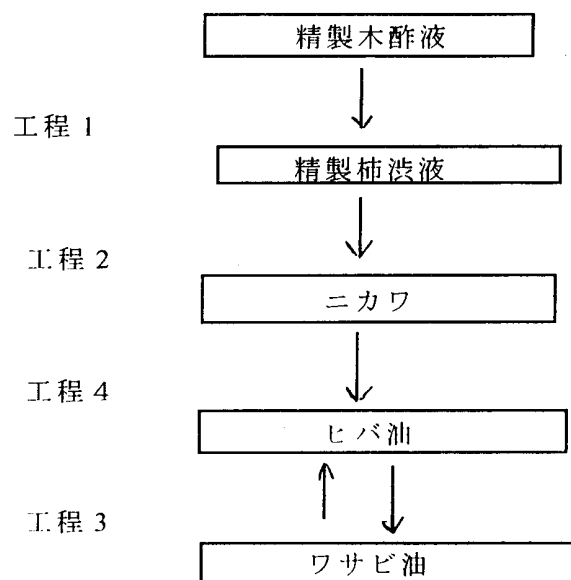 精製木酢液
工程1
精製柿渋液
工程2
ニカワ
工程4
ヒバ油
工程3
ワサビ油